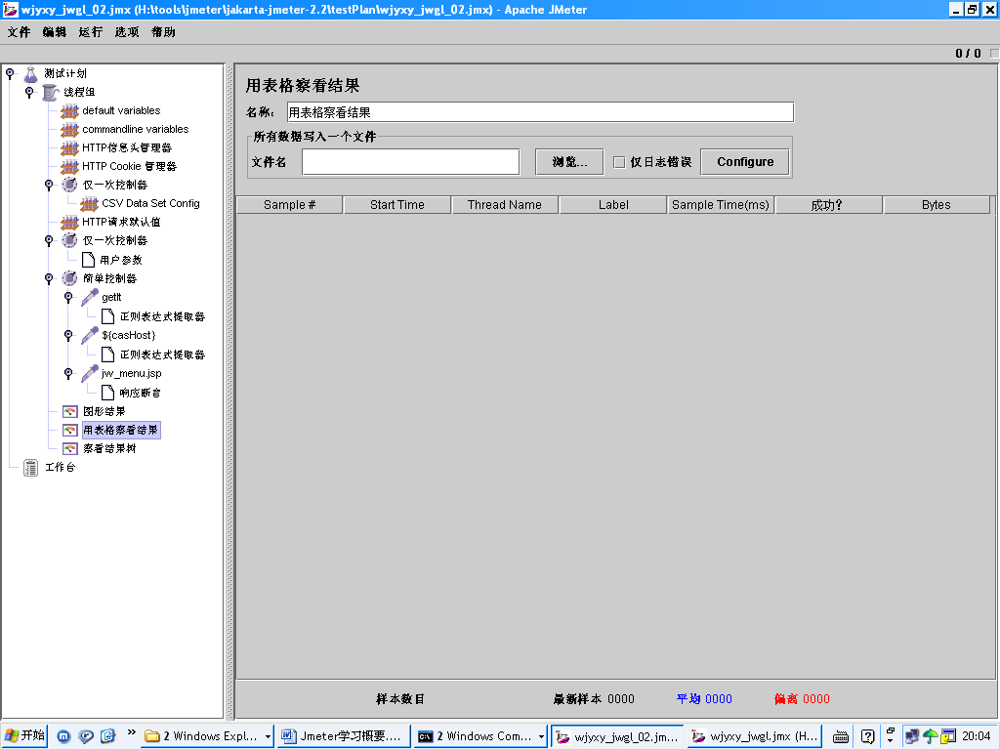 wjyxy_jwgl_02.jmx (H:\tools\jmeter\jakarta-jmeter-2.2\testPlan\wjyxy_jwgl_02.jmx) - Apache JMeter
文件 编辑 运行 选项 帮助
0 / 0
测试计划
线程组
default variables
commandline variables
HTTP信息头管理器
HTTP Cookie 管理器
仅一次控制器
CSV Data Set Config
HTTP请求默认值
仅一次控制器
用户参数
简单控制器
getIt
正则表达式提取器
${casHost}
正则表达式提取器
jw_menu.jsp
响应断言
图形结果
用表格察看结果
察看结果树
工作台
用表格察看结果
名称: 用表格察看结果
所有数据写入一个文件
文件名 浏览... 仅日志错误 Configure
Sample # Start Time Thread Name Label Sample Time(ms) 成功? Bytes
样本数目 最新样本 0000 平均 0000 偏离 0000
开始 » 2 Windows Expl... Jmeter学习概要.... 2 Windows Com... wjyxy_jwgl_02.jm... wjyxy_jwgl.jmx (H... 20:04